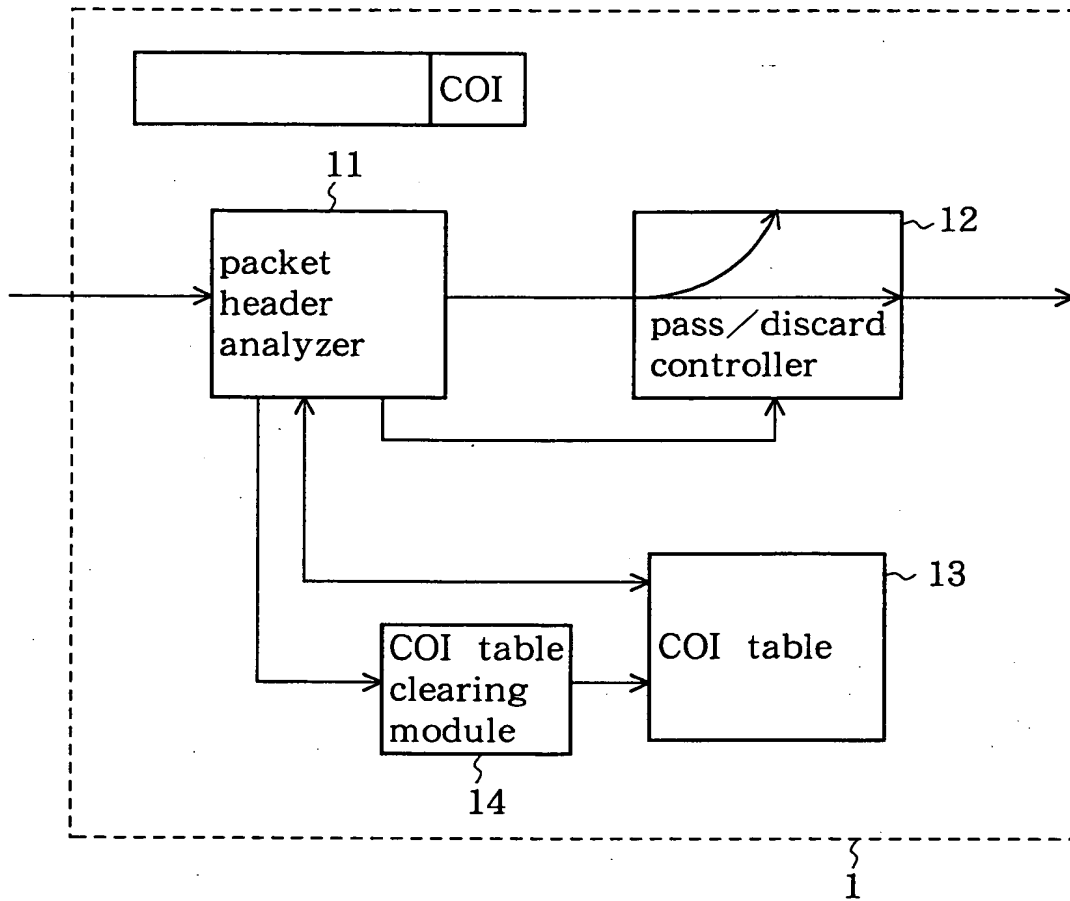 COI
11
packet
header
analyzer
12
pass/discard
controller
13
COI table
COI table
clearing
module
14
1